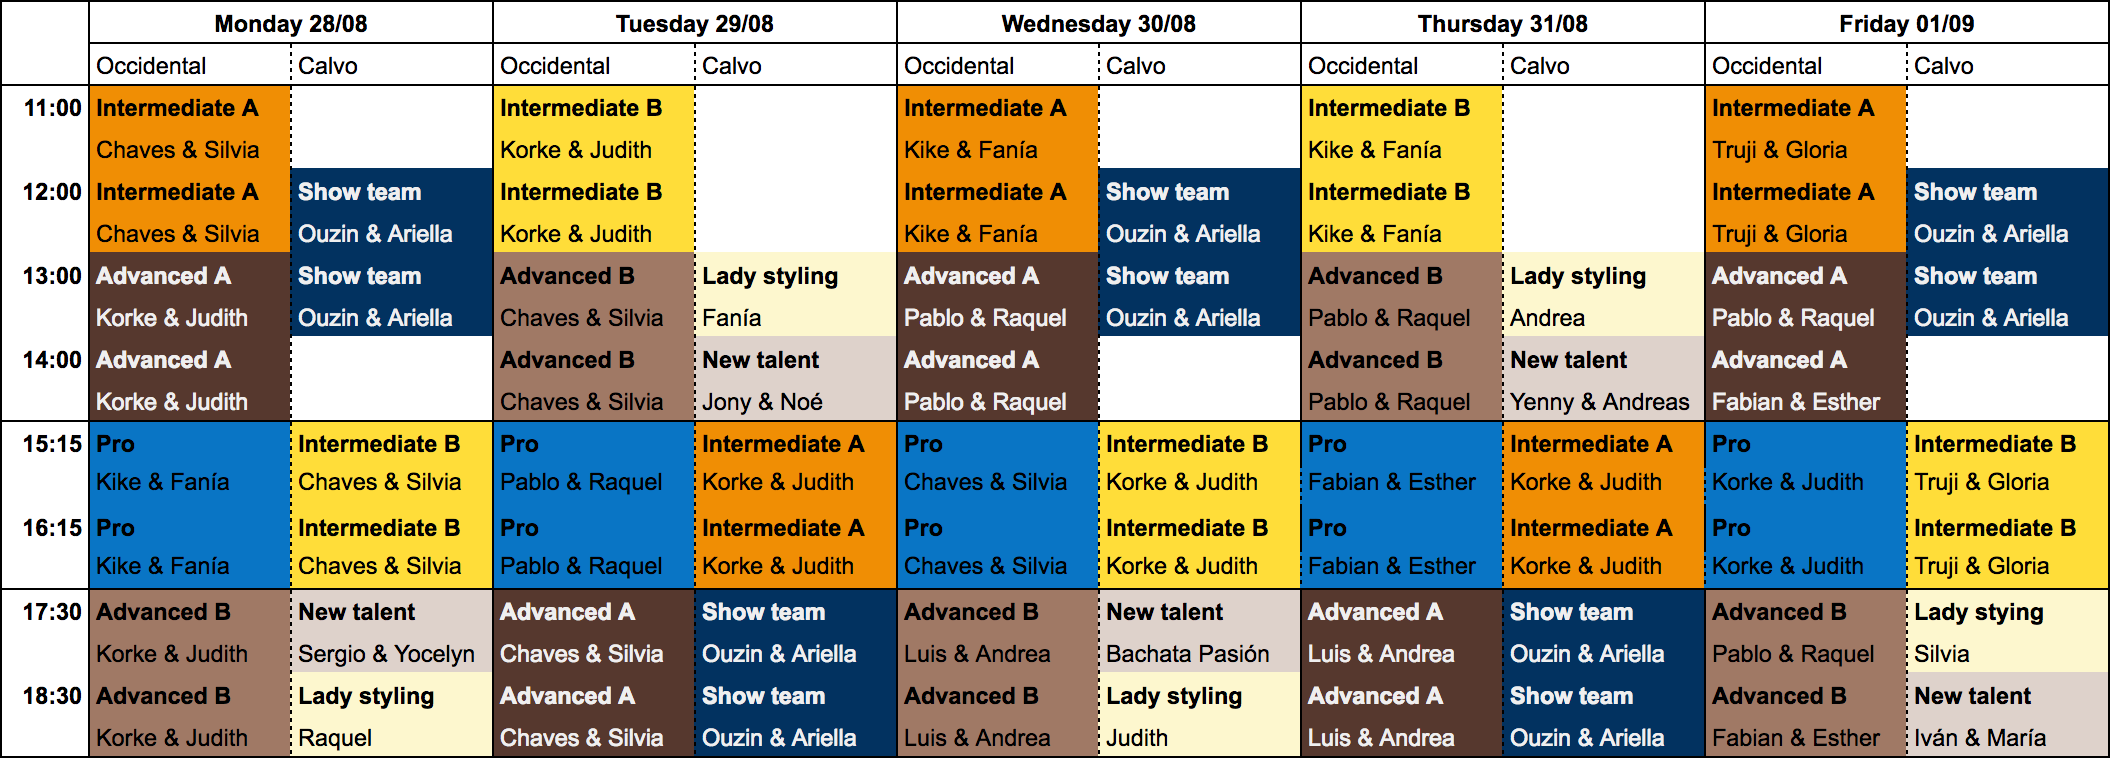 Monday 28/08 Tuesday 29/08 Wednesday 30/08 Thursday 31/08 Friday 01/09
Occidental Calvo Occidental Calvo Occidental Calvo Occidental Calvo Occidental Calvo
11:00 Intermediate A Intermediate B Intermediate A Intermediate B Intermediate A
Chaves & Silvia Korke & Judith Kike & Fanía Kike & Fanía Truji & Gloria
12:00 Intermediate A Show team Intermediate B Intermediate A Show team Intermediate B Intermediate A Show team
Chaves & Silvia Ouzin & Ariella Korke & Judith Kike & Fanía Ouzin & Ariella Kike & Fanía Truji & Gloria Ouzin & Ariella
13:00 Advanced A Show team Advanced B Lady styling Advanced A Show team Advanced B Lady styling Advanced A Show team
Korke & Judith Ouzin & Ariella Chaves & Silvia Fanía Pablo & Raquel Ouzin & Ariella Pablo & Raquel Andrea Pablo & Raquel Ouzin & Ariella
14:00 Advanced A Advanced B New talent Advanced A Advanced B New talent Advanced A
Korke & Judith Chaves & Silvia Jony & Noé Pablo & Raquel Pablo & Raquel Yenny & Andreas Fabian & Esther
15:15 Pro Intermediate B Pro Intermediate A Pro Intermediate B Pro Intermediate A Pro Intermediate B
Kike & Fanía Chaves & Silvia Pablo & Raquel Korke & Judith Chaves & Silvia Korke & Judith Fabian & Esther Korke & Judith Korke & Judith Truji & Gloria
16:15 Pro Intermediate B Pro Intermediate A Pro Intermediate B Pro Intermediate A Pro Intermediate B
Kike & Fanía Chaves & Silvia Pablo & Raquel Korke & Judith Chaves & Silvia Korke & Judith Fabian & Esther Korke & Judith Korke & Judith Truji & Gloria
17:30 Advanced B New talent Advanced A Show team Advanced B New talent Advanced A Show team Advanced B Lady stying
Korke & Judith Sergio & Yocelyn Chaves & Silvia Ouzin & Ariella Luis & Andrea Bachata Pasión Luis & Andrea Ouzin & Ariella Pablo & Raquel Silvia
18:30 Advanced B Lady styling Advanced A Show team Advanced B Lady styling Advanced A Show team Advanced B New talent
Korke & Judith Raquel Chaves & Silvia Ouzin & Ariella Luis & Andrea Judith Luis & Andrea Ouzin & Ariella Fabian & Esther Iván & María